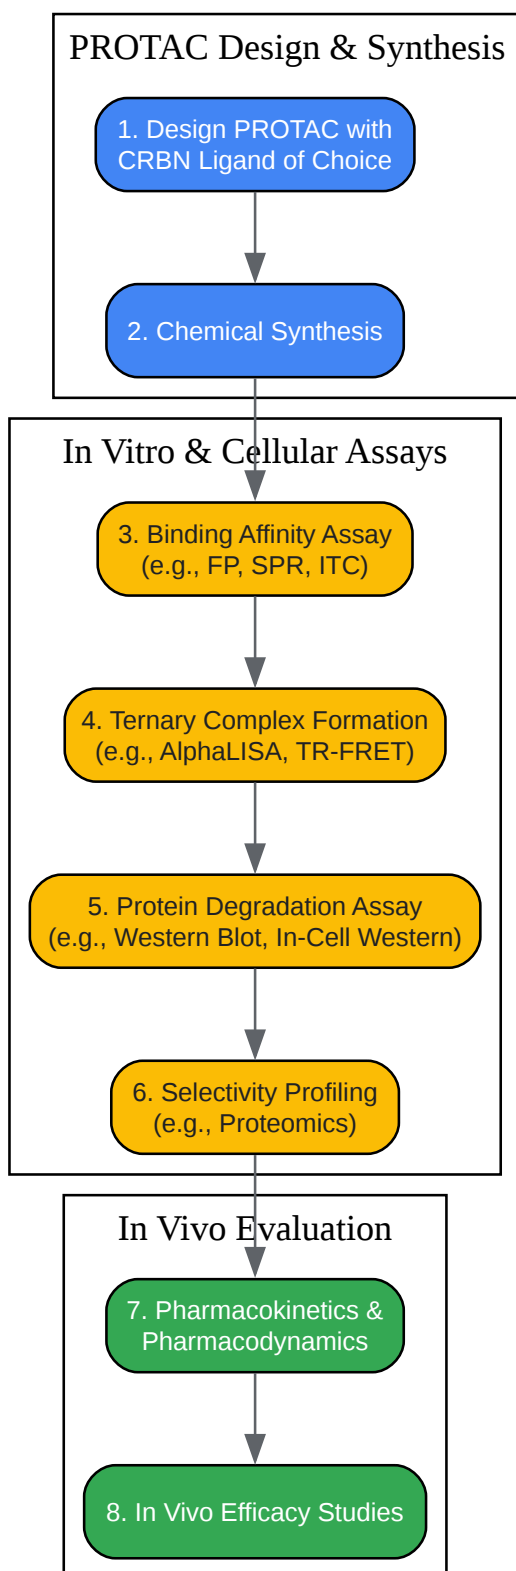 PROTAC Design & Synthesis
1. Design PROTAC with
CRBN Ligand of Choice
2. Chemical Synthesis
In Vitro & Cellular Assays
3. Binding Affinity Assay
(e.g., FP, SPR, ITC)
4. Ternary Complex Formation
(e.g., AlphaLISA, TR-FRET)
5. Protein Degradation Assay
(e.g., Western Blot, In-Cell Western)
6. Selectivity Profiling
(e.g., Proteomics)
In Vivo Evaluation
7. Pharmacokinetics &
Pharmacodynamics
8. In Vivo Efficacy Studies